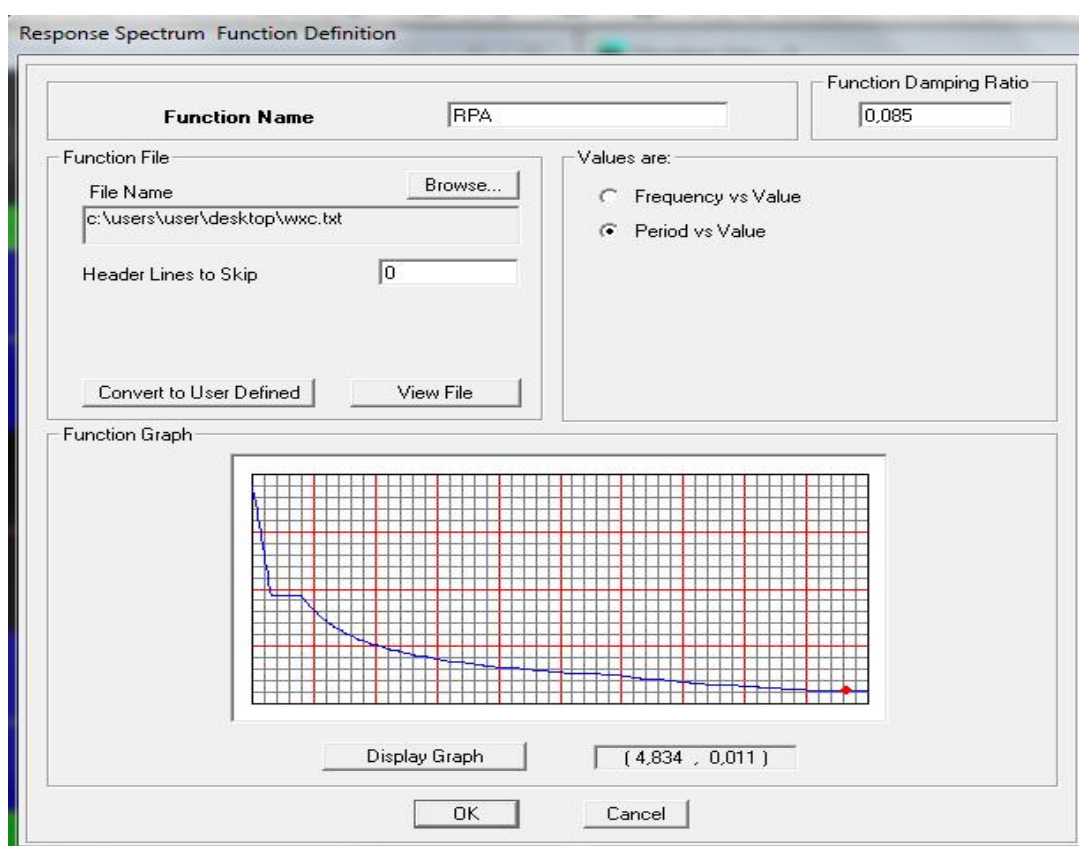 Response Spectrum Function Definition
Function Name
RPA
Function Damping Ratio
0,085
Function File
File Name
Browse...
c:\users\user\desktop\wxc.txt
Header Lines to Skip
0
Convert to User Defined
View File
Values are:
Frequency vs Value
Period vs Value
Function Graph
Display Graph
( 4,834 , 0,011 )
OK
Cancel